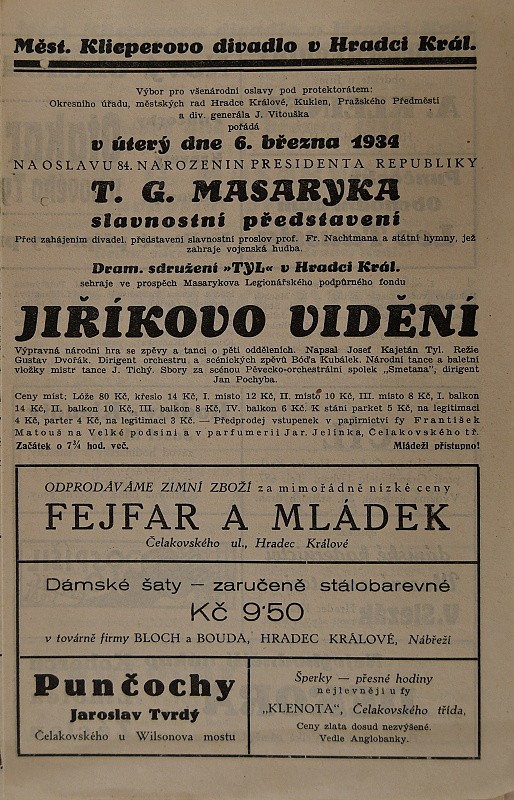 Měst. Klicperovo divadlo v Hradci Král.
Výbor pro všenárodní oslavy pod protektorátem:
Okresního úřadu, městských rad Hradce Králové, Kuklen, Pražského Předměstí
a div. generála J. Vitouška
pořádá
v úterý dne 6. března 1934
NA OSLAVU 84. NAROZENIN PRESIDENTA REPUBLIKY
T. G. MASARYKA
slavnostní představení
Před zahájením divadel. představení slavnostní proslov prof. Fr. Nachtmana a státní hymny, jež
zahraje vojenská hudba.
Dram. sdružení »TYL« v Hradci Král.
sehraje ve prospěch Masarykova Legionářského podpůrného fondu
JIŘÍKOVO VIDĚNÍ
Výpravná národní hra se zpěvy a tanci o pěti odděleních. Napsal Josef Kajetán Tyl. Režie
Gustav Dvořák. Dirigent orchestru a scénických zpěvů Bóďa Kubálek. Národní tance a baletní
vložky mistr tance J. Tichý. Sbory za scénou Pěvecko-orchestrální spolek „Smetana", dirigent
Jan Pochyba.
Ceny míst: Lóže 80 Kč, křeslo 14 Kč, I. místo 12 Kč, II. místo 10 Kč, III. místo 8 Kč, I. balkon
14 Kč, II. balkon 10 Kč, III. balkon 8 Kč, IV. balkon 6 Kč. K stání parket 5 Kč, na legitimaci
4 Kč, parter 4 Kč, na legitimaci 3 Kč. — Předprodej vstupenek v papírnictví fy František
Matouš na Velké podsíni a v parfumerii Jar. Jelínka, Čelakovského tř.
Začátek o 7¾ hod. več. Mládeži přístupno!
ODPRODÁVÁME ZIMNÍ ZBOŽÍ za mimořádně nízké ceny
FEJFAR A MLÁDEK
Čelakovského ul., Hradec Králové
Dámské šaty — zaručeně stálobarevné
Kč 9·50
v továrně firmy BLOCH a BOUDA, HRADEC KRÁLOVÉ, Nábřeží
Punčochy
Jaroslav Tvrdý
Čelakovského u Wilsonova mostu
Šperky — přesné hodiny
nejlevněji u fy
„KLENOTA", Čelakovského třída,
Ceny zlata dosud nezvýšené.
Vedle Anglobanky.